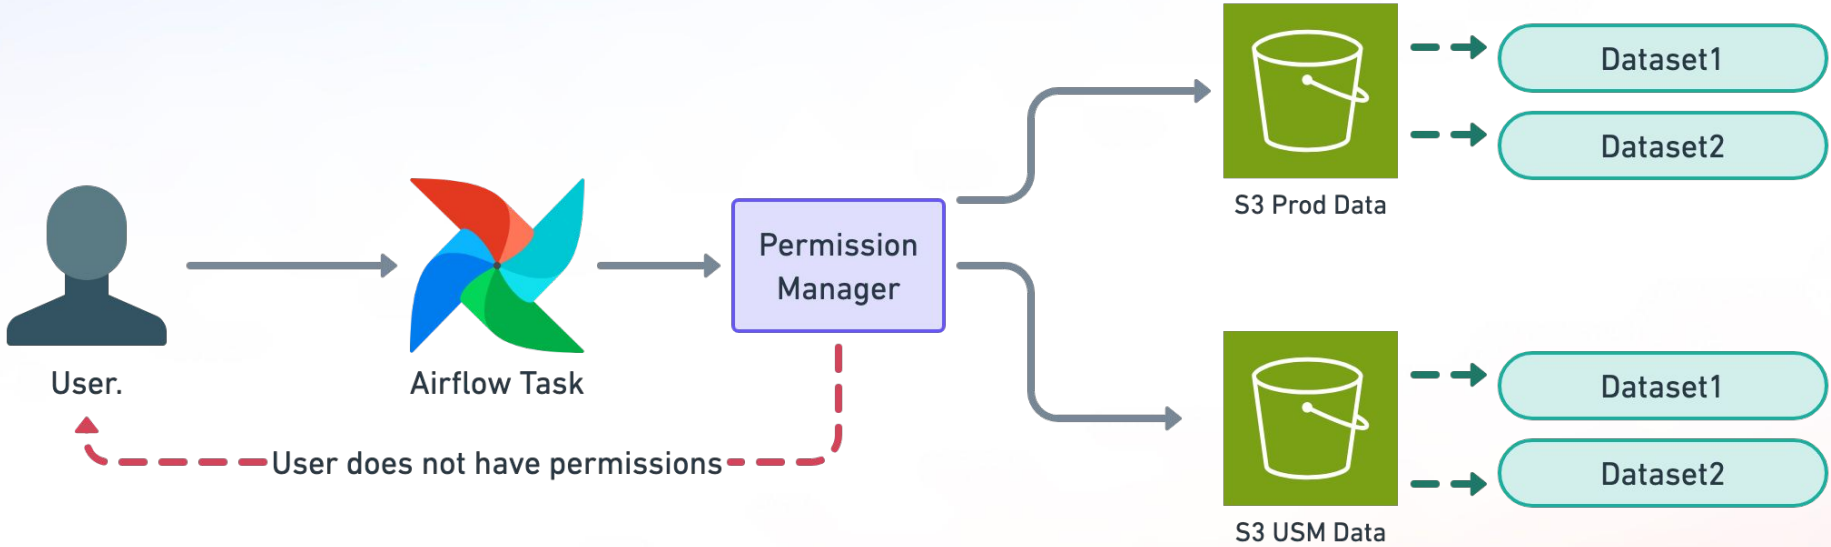 User.
Airflow Task
Permission
Manager
User does not have permissions
S3 Prod Data
Dataset1
Dataset2
S3 USM Data
Dataset1
Dataset2